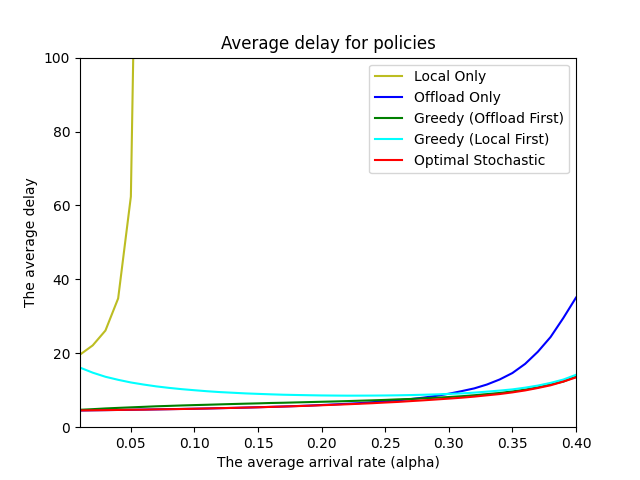 Average delay for policies
100
80
60
40
20
0
The average delay
Local Only
Offload Only
Greedy (Offload First)
Greedy (Local First)
Optimal Stochastic
0.05 0.10 0.15 0.20 0.25 0.30 0.35 0.40
The average arrival rate (alpha)